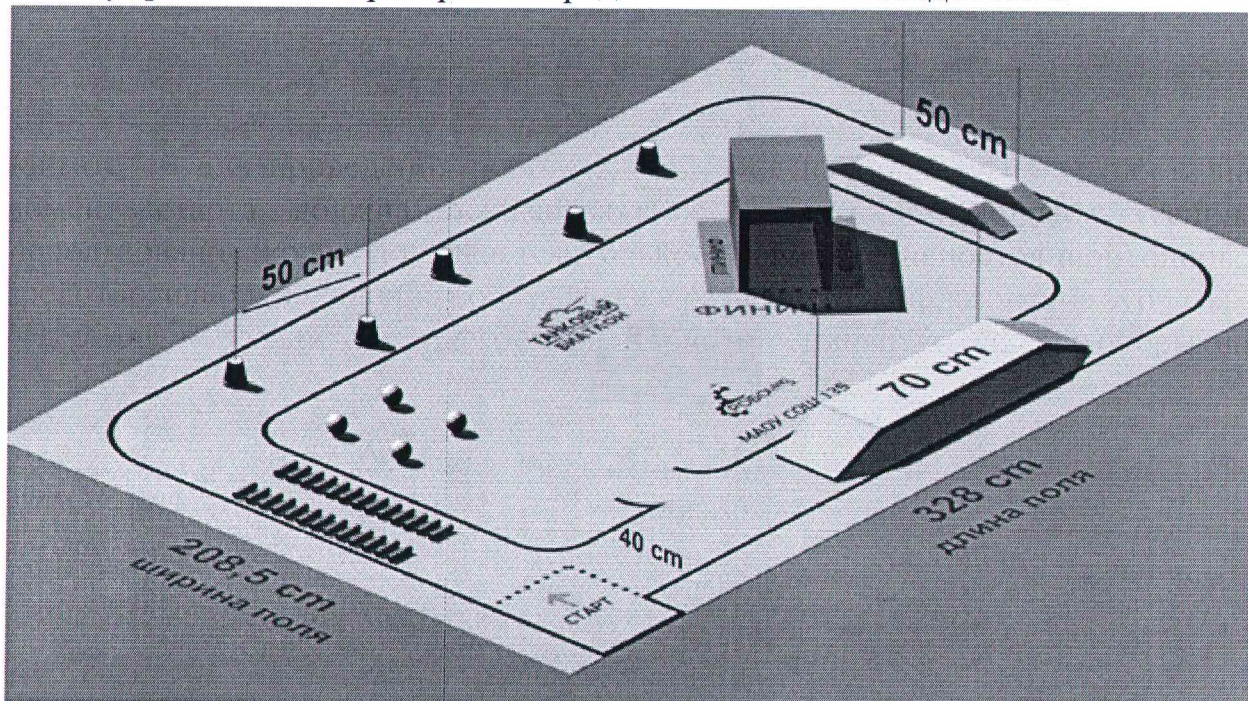 50 cm
50 cm
ТАНКОВЫЙ
БИАТЛОН
ФИНИШ
70 cm
МАОУ СОШ 135
328 cm
длина поля
40 cm
208,5 cm
ширина поля
СТАРТ